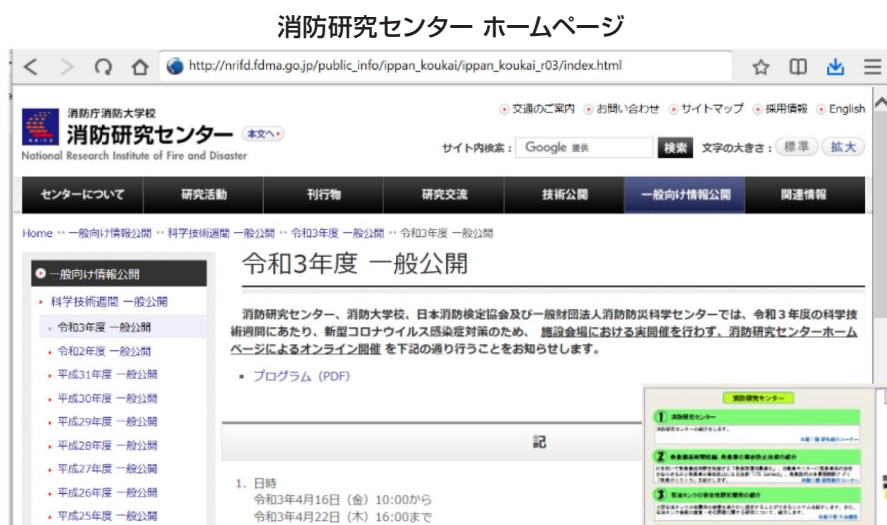 消防研究センター ホームページ
http://nrifd.fdma.go.jp/public_info/ippan_koukai/ippan_koukai_r03/index.html
消防庁消防大学校
消防研究センター 本文へ
National Research Institute of Fire and Disaster
交通のご案内 お問い合わせ サイトマップ 採用情報 English
サイト内検索： Google 提供 検索 文字の大きさ： 標準 拡大
センターについて 研究活動 刊行物 研究交流 技術公開 一般向け情報公開 関連情報
Home 一般向け情報公開 科学技術週間 一般公開 令和3年度 一般公開 令和3年度 一般公開
一般向け情報公開
科学技術週間 一般公開
令和3年度 一般公開
令和2年度 一般公開
平成31年度 一般公開
平成30年度 一般公開
平成29年度 一般公開
平成28年度 一般公開
平成27年度 一般公開
平成26年度 一般公開
平成25年度 一般公開
令和3年度 一般公開
消防研究センター、消防大学校、日本消防検定協会及び一般財団法人消防防災科学センターでは、令和３年度の科学技
術週間にあたり、新型コロナウイルス感染症対策のため、 施設会場における実開催を行わず、消防研究センターホーム
ページによるオンライン開催 を下記の通り行うことをお知らせします。
プログラム（PDF）
記
1. 日時
令和3年4月16日（金）10:00から
令和3年4月22日（木）16:00まで
消防研究センター
1 消防研究センター
消防研究センターの紹介をします。
2
3